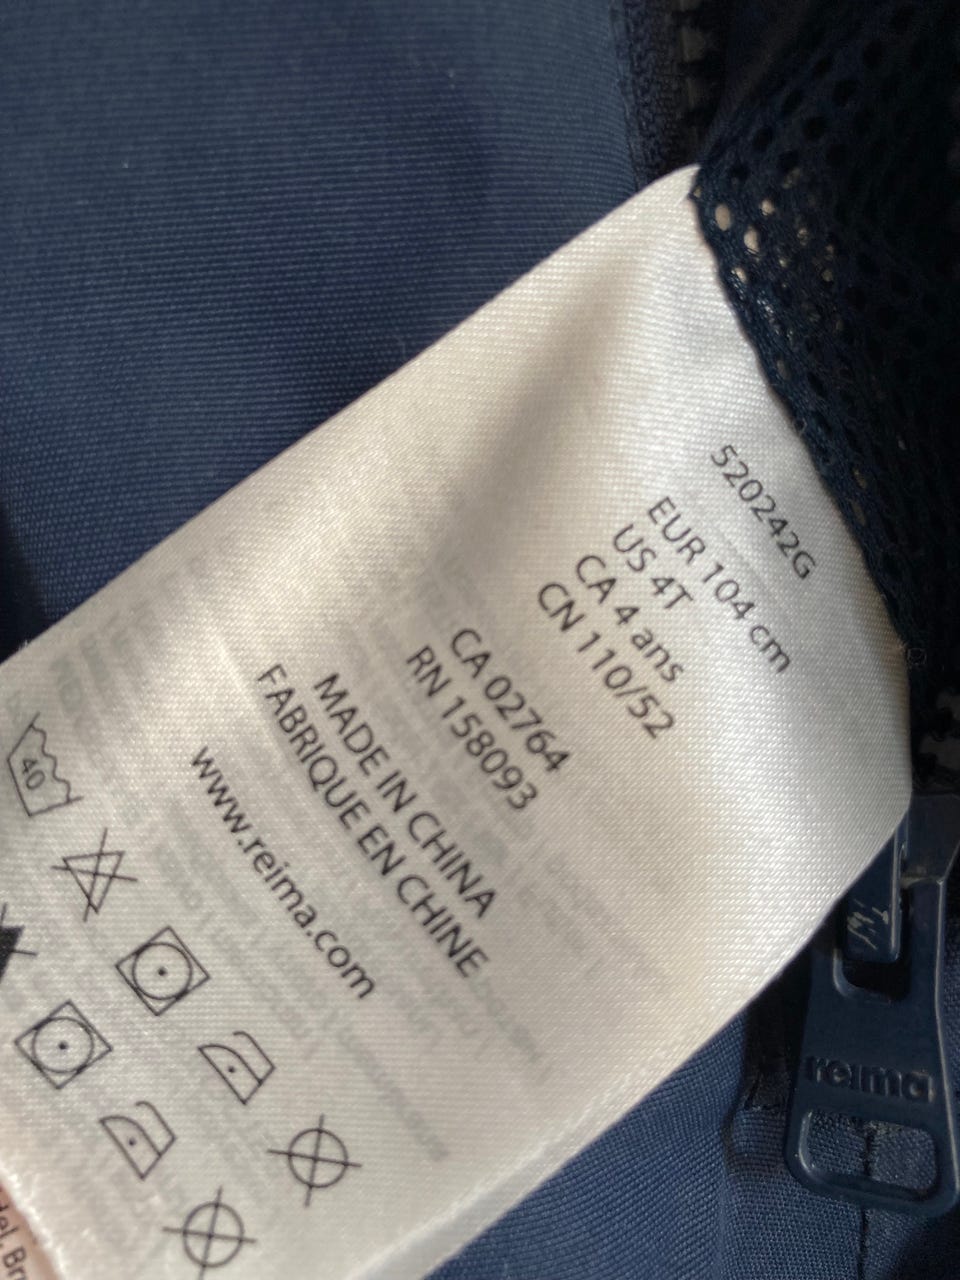 520242G
EUR 104 cm
US 4T
CA 4 ans
CN 110/52
CA 02764
RN 158093
MADE IN CHINA
FABRIQUE EN CHINE
www.reima.com
40
reima